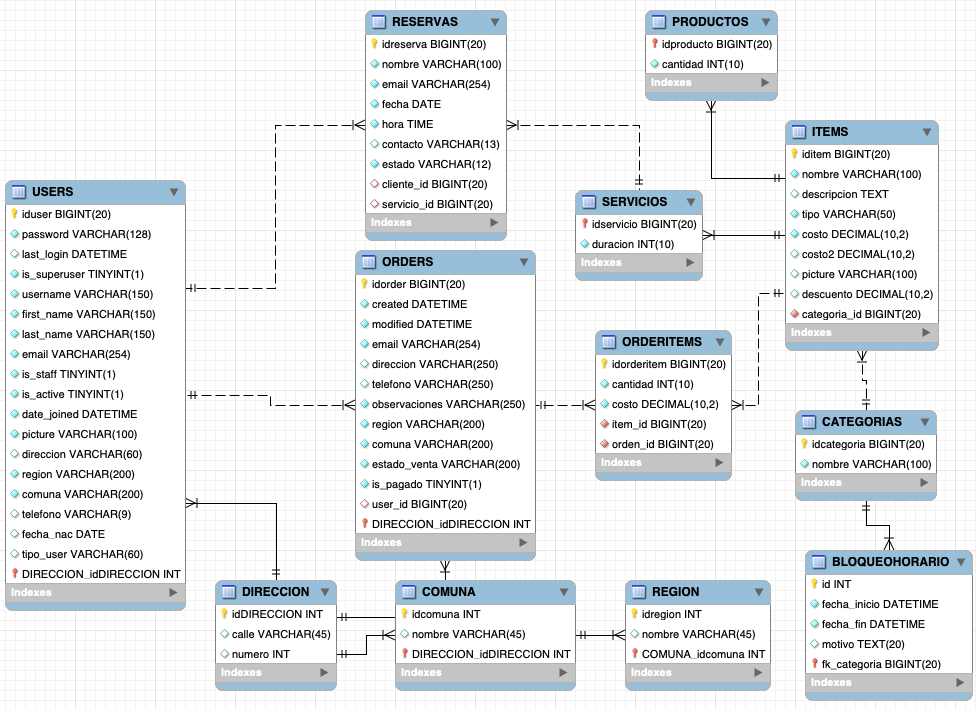 RESERVAS
idreserva BIGINT(20)
nombre VARCHAR(100)
email VARCHAR(254)
fecha DATE
hora TIME
contacto VARCHAR(13)
estado VARCHAR(12)
cliente_id BIGINT(20)
servicio_id BIGINT(20)
Indexes
PRODUCTOS
idproducto BIGINT(20)
cantidad INT(10)
Indexes
ITEMS
iditem BIGINT(20)
nombre VARCHAR(100)
descripcion TEXT
tipo VARCHAR(50)
costo DECIMAL(10,2)
costo2 DECIMAL(10,2)
picture VARCHAR(100)
descuento DECIMAL(10,2)
categoria_id BIGINT(20)
Indexes
USERS
iduser BIGINT(20)
password VARCHAR(128)
last_login DATETIME
is_superuser TINYINT(1)
username VARCHAR(150)
first_name VARCHAR(150)
last_name VARCHAR(150)
email VARCHAR(254)
is_staff TINYINT(1)
is_active TINYINT(1)
date_joined DATETIME
picture VARCHAR(100)
direccion VARCHAR(60)
region VARCHAR(200)
comuna VARCHAR(200)
telefono VARCHAR(9)
fecha_nac DATE
tipo_user VARCHAR(60)
DIRECCION_idDIRECCION INT
Indexes
SERVICIOS
idservicio BIGINT(20)
duracion INT(10)
Indexes
ORDERS
idorder BIGINT(20)
created DATETIME
modified DATETIME
email VARCHAR(254)
direccion VARCHAR(250)
telefono VARCHAR(250)
observaciones VARCHAR(250)
region VARCHAR(200)
comuna VARCHAR(200)
estado_venta VARCHAR(200)
is_pagado TINYINT(1)
user_id BIGINT(20)
DIRECCION_idDIRECCION INT
Indexes
ORDERITEMS
idorderitem BIGINT(20)
cantidad INT(10)
costo DECIMAL(10,2)
item_id BIGINT(20)
orden_id BIGINT(20)
Indexes
CATEGORIAS
idcategoria BIGINT(20)
nombre VARCHAR(100)
Indexes
BLOQUEOHORARIO
id INT
fecha_inicio DATETIME
fecha_fin DATETIME
motivo TEXT(20)
fk_categoria BIGINT(20)
Indexes
DIRECCION
idDIRECCION INT
calle VARCHAR(45)
numero INT
Indexes
COMUNA
idcomuna INT
nombre VARCHAR(45)
DIRECCION_idDIRECCION INT
Indexes
REGION
idregion INT
nombre VARCHAR(45)
COMUNA_idcomuna INT
Indexes